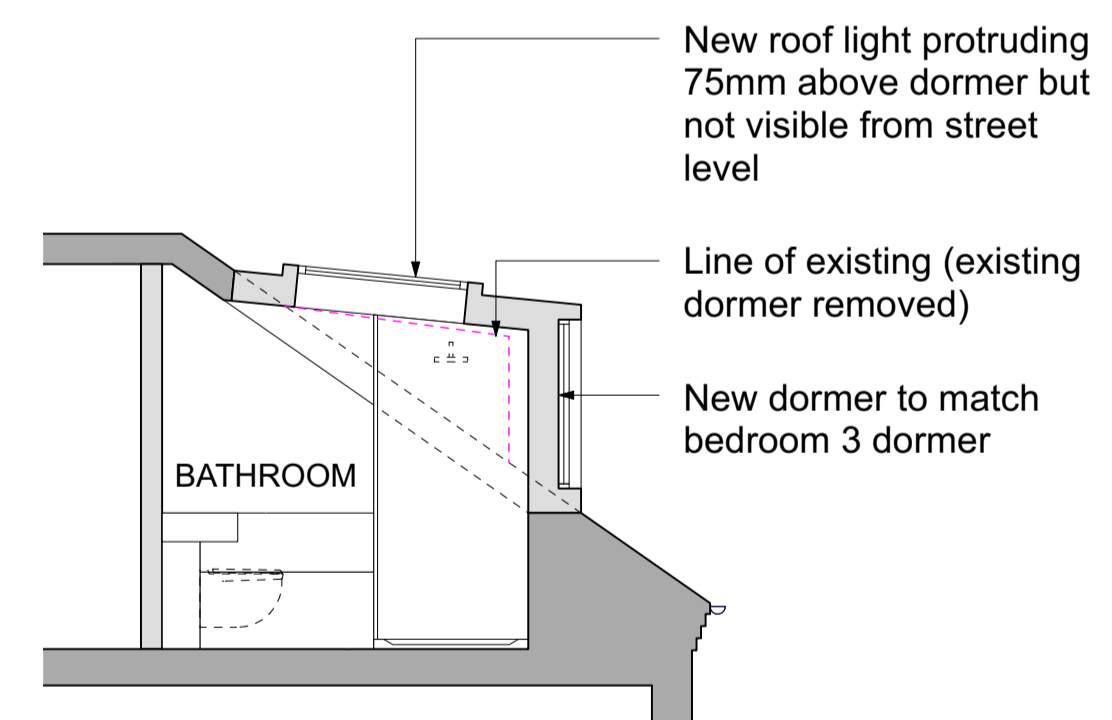 New roof light protruding
75mm above dormer but
not visible from street
level
Line of existing (existing
dormer removed)
New dormer to match
bedroom 3 dormer
BATHROOM